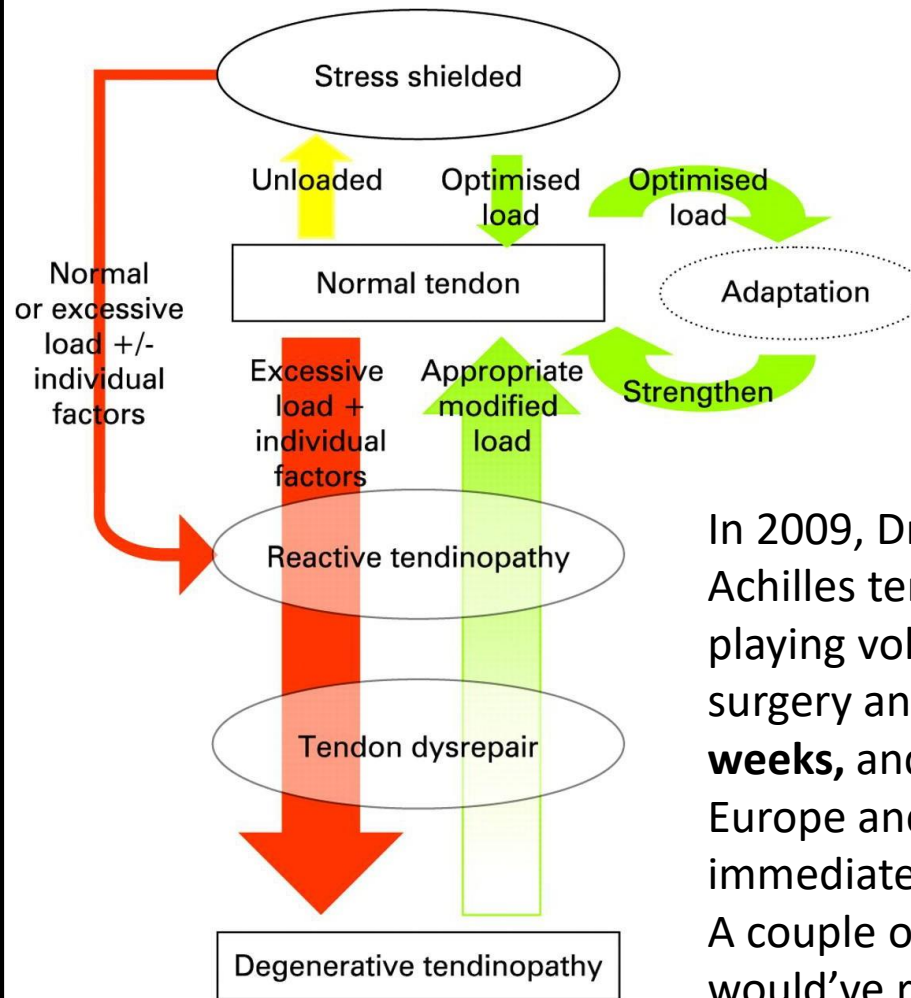 Stress shielded
Unloaded
Optimised
load
Optimised
load
Normal
or excessive
load +/-
individual
factors
Normal tendon
Adaptation
Excessive
load +
individual
factors
Appropriate
modified
load
Strengthen
Reactive tendinopathy
Tendon dysrepair
Degenerative tendinopathy
In 2009, Dr
Achilles ter
playing vol
surgery an
weeks, and
Europe and
immediate
A couple o
would've r